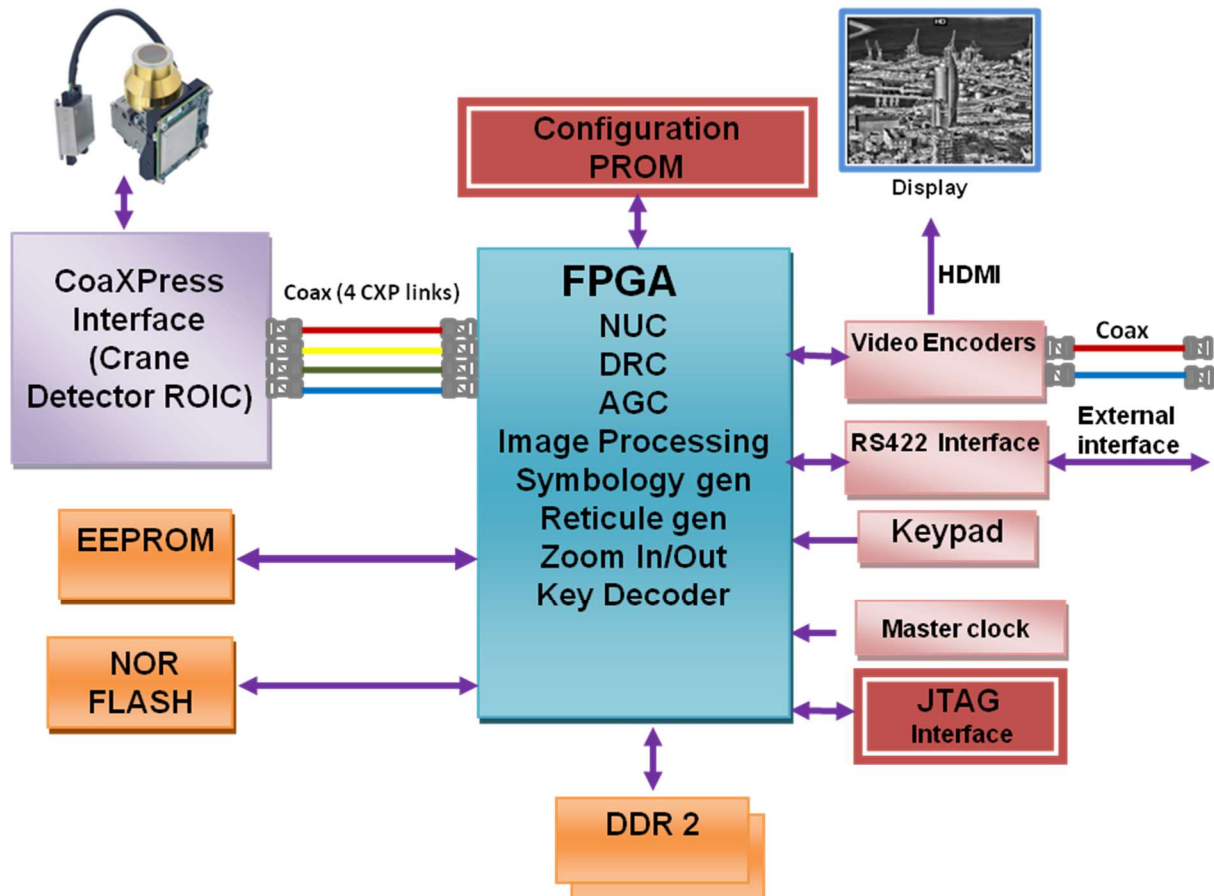 HD
Display
Configuration
PROM
HDMI
CoaXPress
Interface
(Crane
Detector ROIC)
Coax (4 CXP links)
FPGA
NUC
DRC
AGC
Image Processing
Symbology gen
Reticule gen
Zoom In/Out
Key Decoder
Video Encoders
Coax
RS422 Interface
External
interface
Keypad
Master clock
JTAG
Interface
EEPROM
NOR
FLASH
DDR 2